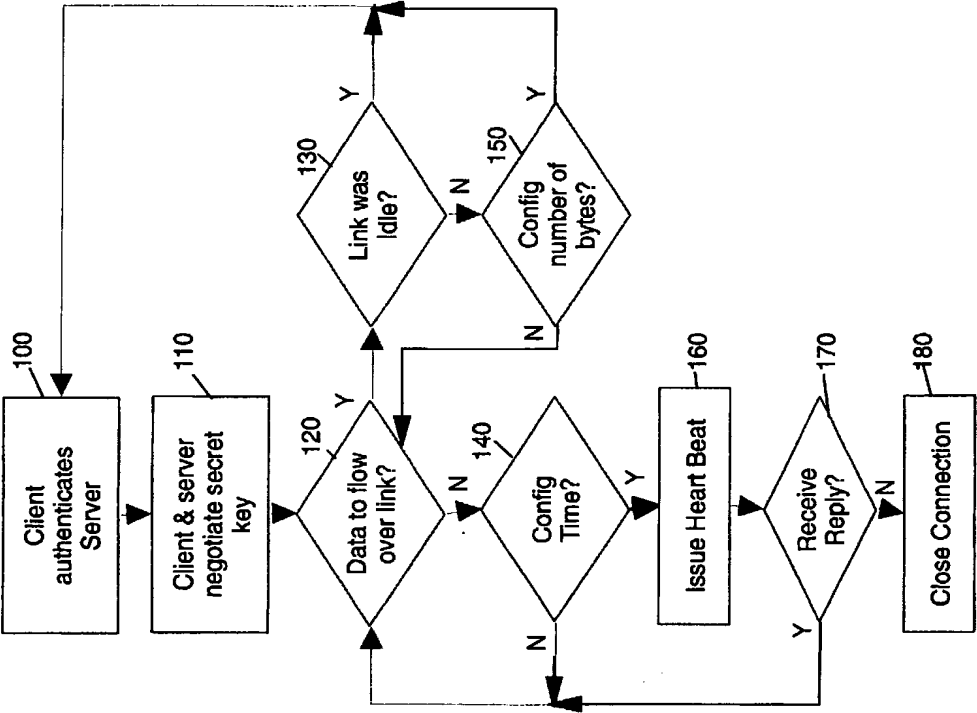 100
Client
authenticates
Server
110
Client & server
negotiate secret
key
120
Data to flow
over link?
Y
N
130
Link was
Idle?
Y
N
150
Config
number of
bytes?
Y
N
140
Config
Time?
Y
N
160
Issue Heart Beat
170
Receive
Reply?
Y
N
180
Close Connection